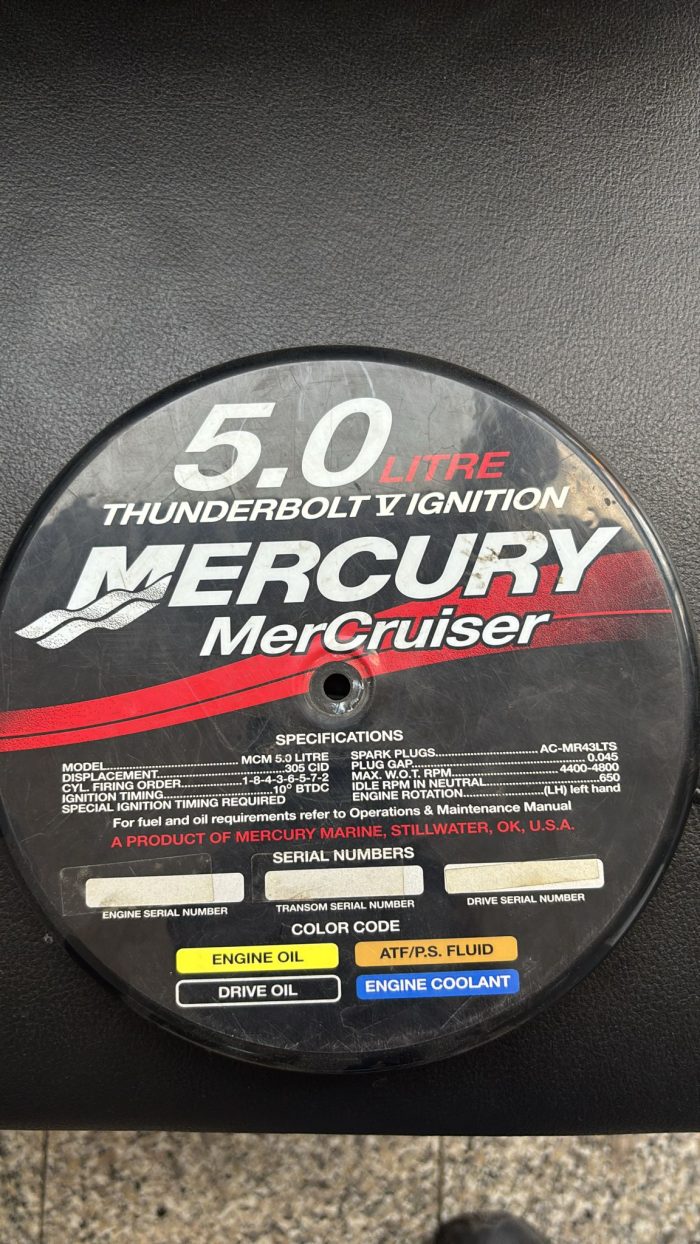 5.0 LITRE
THUNDERBOLT V IGNITION
MERCURY
MerCruiser
SPECIFICATIONS
MODEL................................ MCM 5.0 LITRE
DISPLACEMENT................................305 CID
CYL. FIRING ORDER................1-8-4-3-6-5-7-2
IGNITION TIMING...........................10° BTDC
SPECIAL IGNITION TIMING REQUIRED
SPARK PLUGS.........................AC-MR43LTS
PLUG GAP......................................... 0.045
MAX. W.O.T. RPM...........................4400-4800
IDLE RPM IN NEUTRAL...........................650
ENGINE ROTATION....................(LH) left hand
For fuel and oil requirements refer to Operations & Maintenance Manual
A PRODUCT OF MERCURY MARINE, STILLWATER, OK, U.S.A.
SERIAL NUMBERS
ENGINE SERIAL NUMBER
TRANSOM SERIAL NUMBER
DRIVE SERIAL NUMBER
COLOR CODE
ENGINE OIL
ATF/P.S. FLUID
DRIVE OIL
ENGINE COOLANT